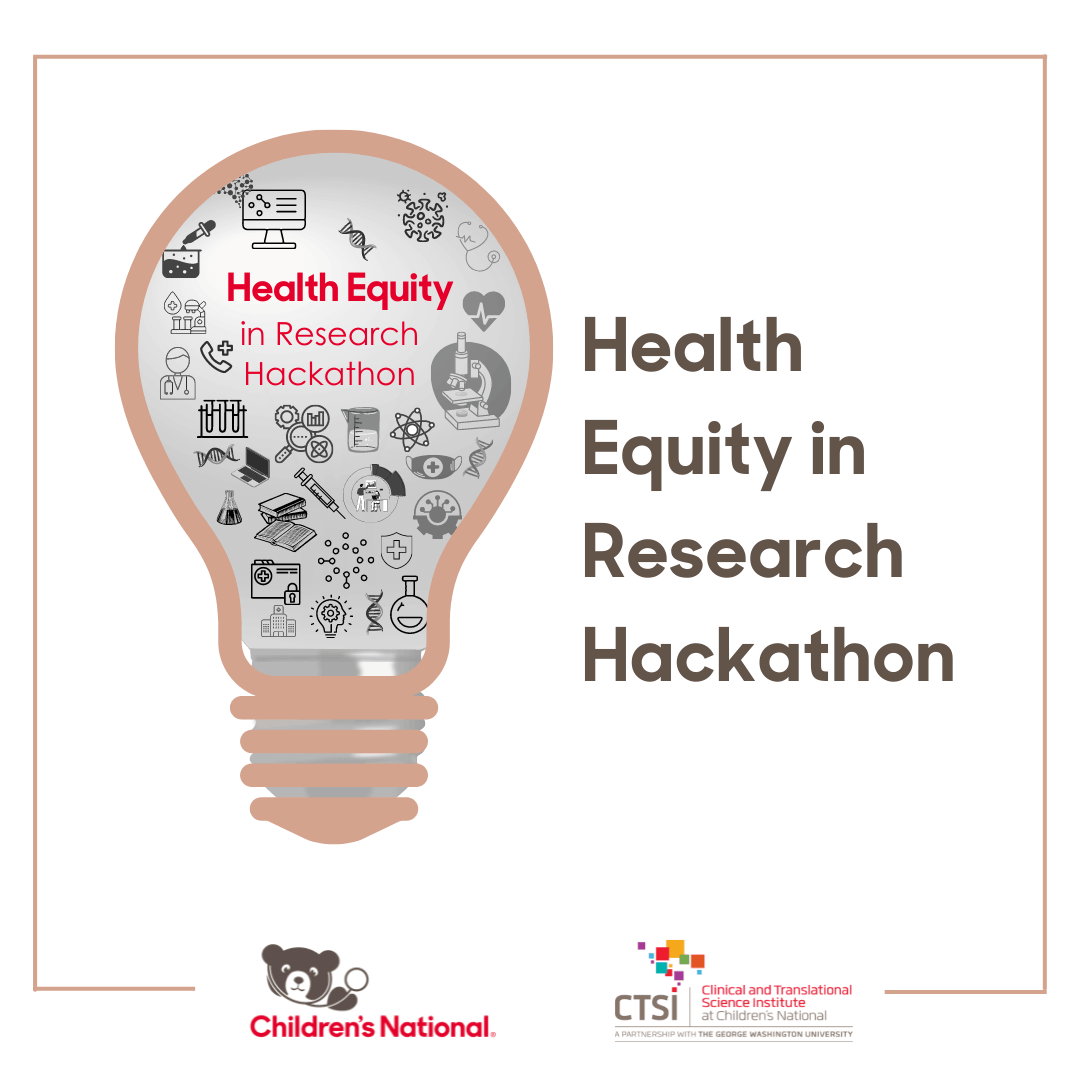 Health Equity
in Research
Hackathon
Health
Equity in
Research
Hackathon
Children's National®
CTSi
Clinical and Translational
Science Institute
at Children's National
A PARTNERSHIP WITH THE GEORGE WASHINGTON UNIVERSITY